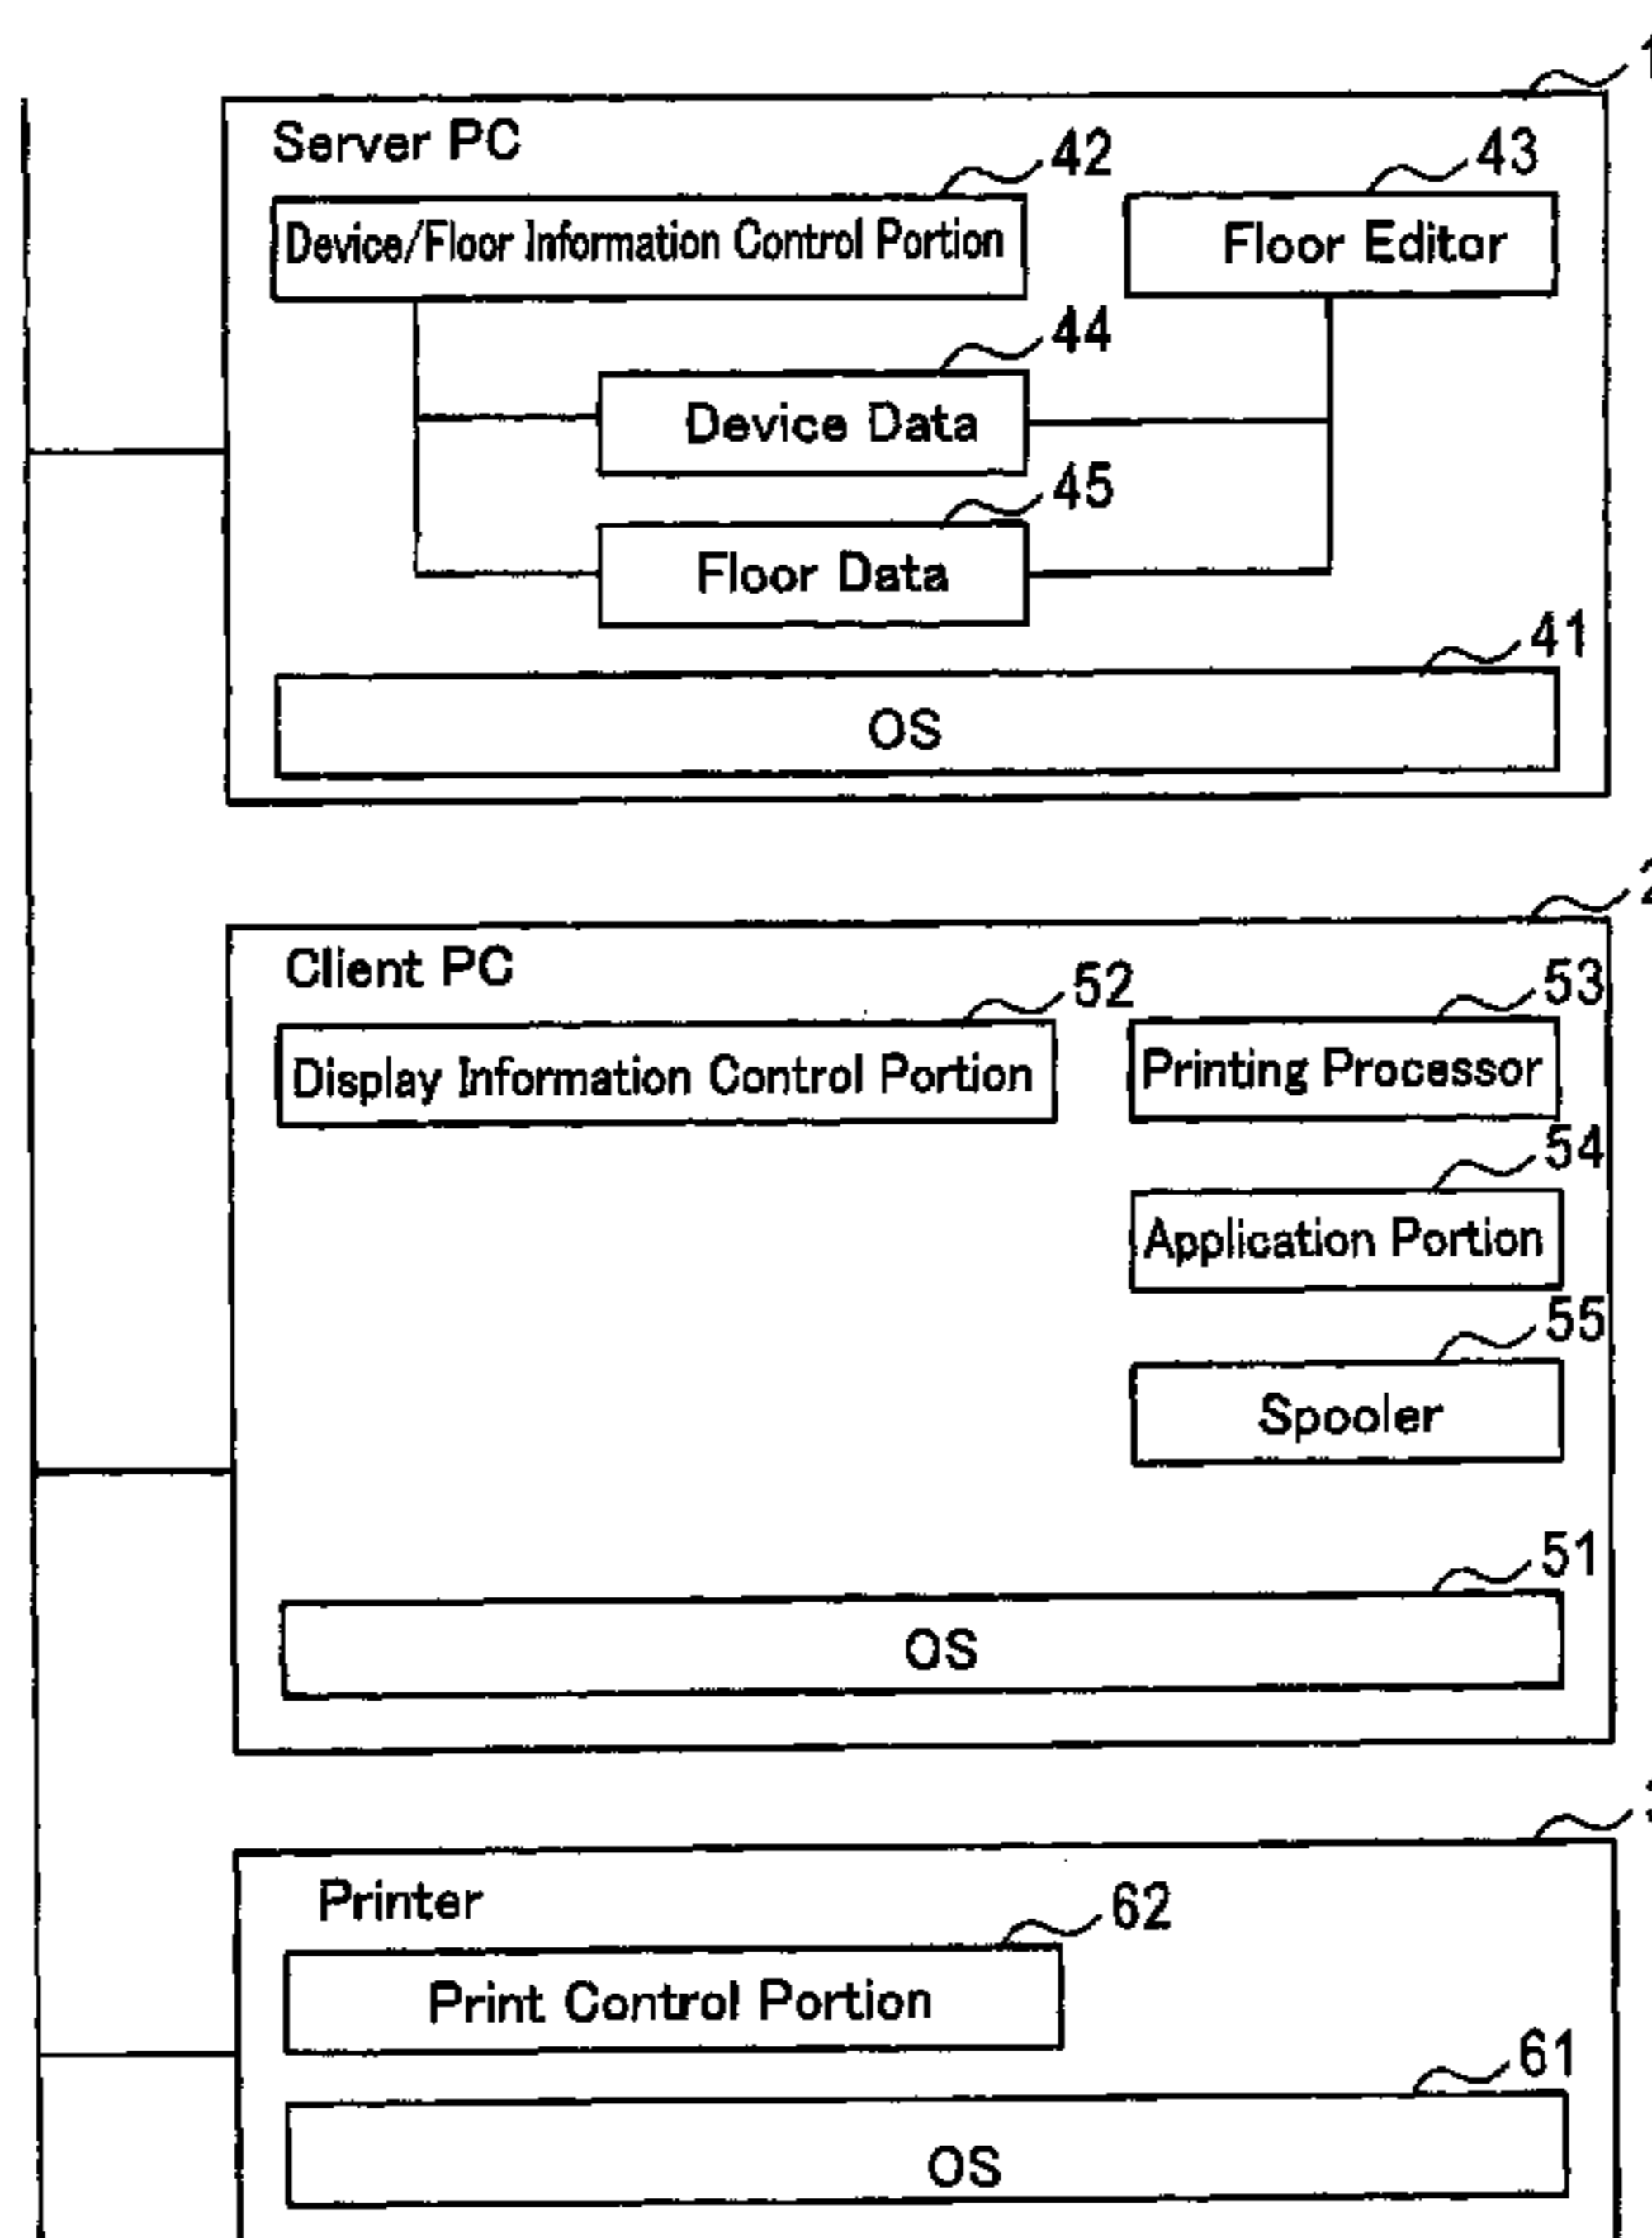 1
Server PC
42
43
Device/Floor Information Control Portion
Floor Editor
44
Device Data
45
Floor Data
41
OS
2
Client PC
52
53
Display Information Control Portion
Printing Processor
54
Application Portion
55
Spooler
51
OS
Printer
62
Print Control Portion
61
OS